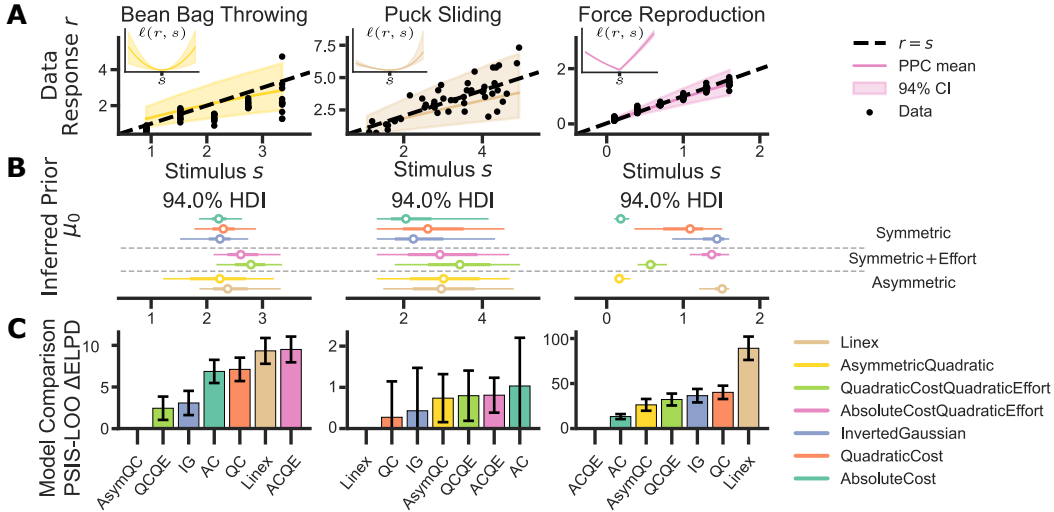 A
Bean Bag Throwing
Puck Sliding
Force Reproduction
Data
Response r
ℓ(r, s)
s
4
2
1
2
3
Stimulus s
ℓ(r, s)
s
7.5
5.0
2.5
2
4
Stimulus s
ℓ(r, s)
s
2
0
0
1
2
Stimulus s
r = s
PPC mean
94% CI
Data
B
Inferred Prior
μ0
94.0% HDI
94.0% HDI
94.0% HDI
Symmetric
Symmetric+Effort
Asymmetric
1
2
3
2
4
0
1
2
C
Model Comparison
PSIS-LOO ΔELPD
10
5
0
AsymQC
QCQE
IG
AC
QC
Linex
ACQE
2
1
0
Linex
QC
IG
AsymQC
QCQE
ACQE
AC
100
50
25
0
ACQE
AC
AsymQC
QCQE
IG
QC
Linex
Linex
AsymmetricQuadratic
QuadraticCostQuadraticEffort
AbsoluteCostQuadraticEffort
InvertedGaussian
QuadraticCost
AbsoluteCost